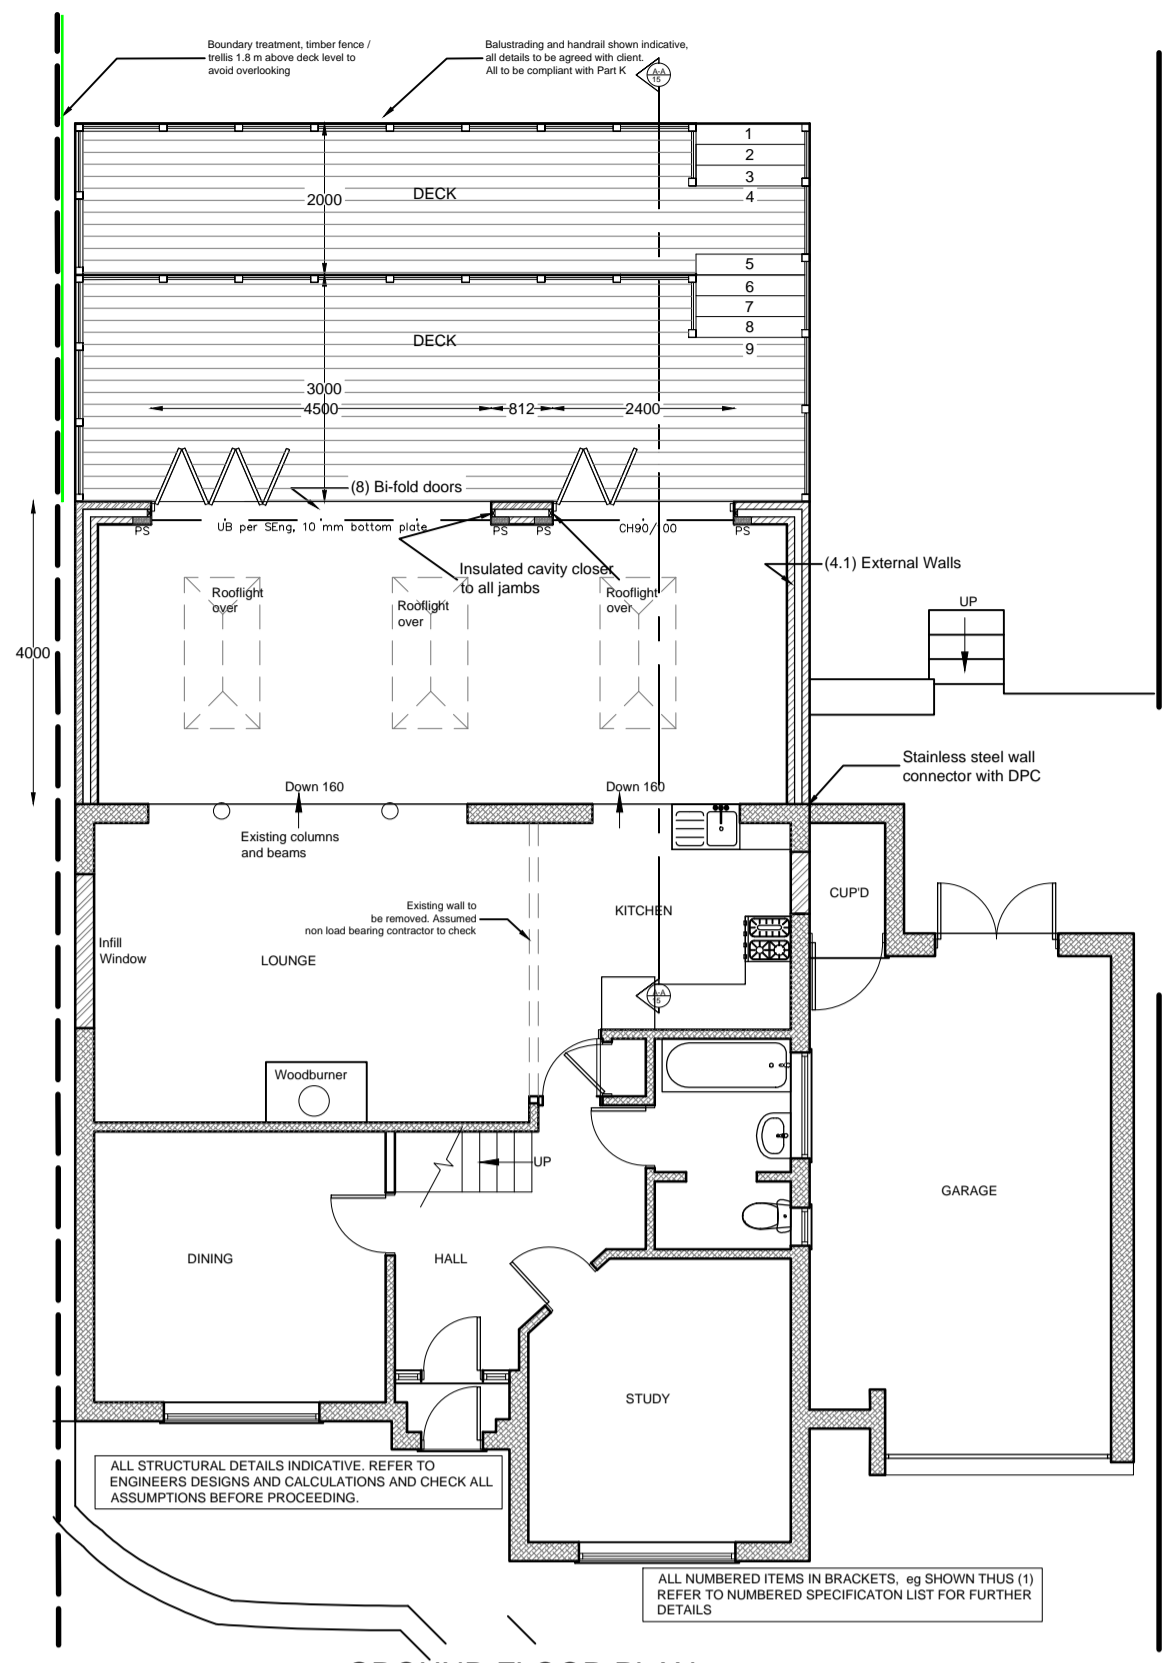 Boundary treatment, timber fence /
trellis 1.8 m above deck level to
avoid overlooking
Balustrading and handrail shown indicative,
all details to be agreed with client.
All to be compliant with Part K
A-A
15
1
2
3
4
DECK
2000
5
6
7
8
9
DECK
3000
4500
812
2400
(8) Bi-fold doors
UB per SEng, 10 mm bottom plate
PS
PS
PS
PS
Insulated cavity closer
to all jambs
(4.1) External Walls
Rooflight
over
Rooflight
over
Rooflight
over
UP
4000
Stainless steel wall
connector with DPC
Down 160
Down 160
Existing columns
and beams
CUP'D
Existing wall to
be removed. Assumed
non load bearing contractor to check
KITCHEN
Infill
Window
LOUNGE
A-A
15
Woodburner
UP
GARAGE
DINING
HALL
STUDY
ALL STRUCTURAL DETAILS INDICATIVE. REFER TO
ENGINEERS DESIGNS AND CALCULATIONS AND CHECK ALL
ASSUMPTIONS BEFORE PROCEEDING.
ALL NUMBERED ITEMS IN BRACKETS, eg SHOWN THUS (1)
REFER TO NUMBERED SPECIFICATON LIST FOR FURTHER
DETAILS
GROUND FLOOR PLAN